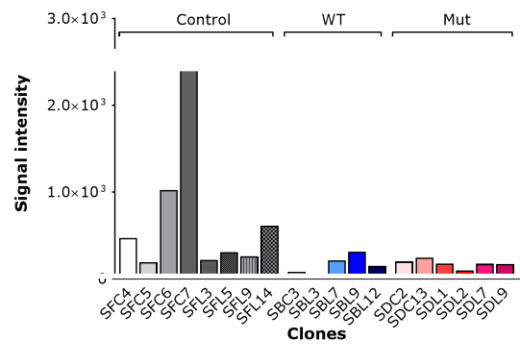 Control WT Mut
3.0×10³
2.0×10³
1.0×10³
0
Signal intensity
SFC4 SFC5 SFC6 SFC7 SFL3 SFL5 SFL9 SFL14 SBC3 SBL3 SBL7 SBL9 SBL12 SDC2 SDC13 SDL1 SDL2 SDL7 SDL9
Clones